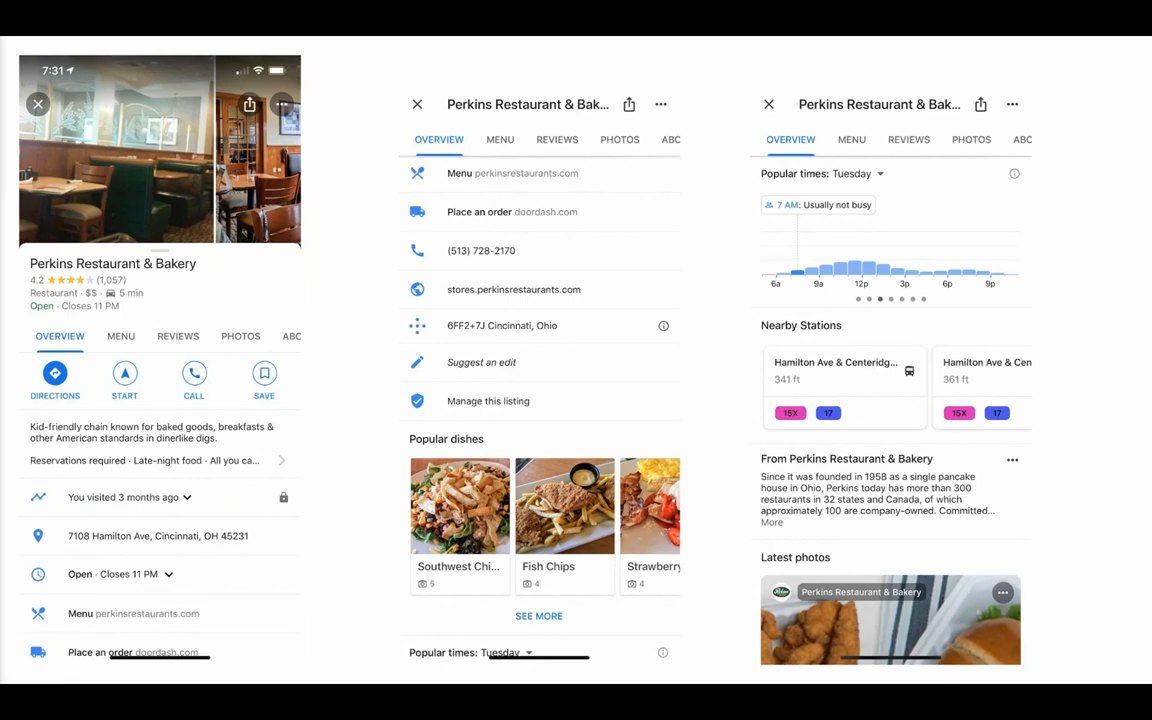 7:31
Perkins Restaurant & Bakery
4.2 ★★★★★ (1,057)
Restaurant · $$ · 5 min
Open · Closes 11 PM
OVERVIEW MENU REVIEWS PHOTOS ABC
DIRECTIONS START CALL SAVE
Kid-friendly chain known for baked goods, breakfasts &
other American standards in dinerlike digs.
Reservations required · Late-night food · All you ca...
You visited 3 months ago
7108 Hamilton Ave, Cincinnati, OH 45231
Open · Closes 11 PM
Menu perkinsrestaurants.com
Place an order doordash.com
Perkins Restaurant & Bak...
OVERVIEW MENU REVIEWS PHOTOS ABC
Menu perkinsrestaurants.com
Place an order doordash.com
(513) 728-2170
stores.perkinsrestaurants.com
6FF2+7J Cincinnati, Ohio
Suggest an edit
Manage this listing
Popular dishes
Southwest Chi... Fish Chips Strawberry
5 4 4
SEE MORE
Popular times: Tuesday
Perkins Restaurant & Bak...
OVERVIEW MENU REVIEWS PHOTOS ABC
Popular times: Tuesday
7 AM: Usually not busy
6a 9a 12p 3p 6p 9p
Nearby Stations
Hamilton Ave & Centeridg... Hamilton Ave & Cen
341 ft 361 ft
15X 17 15X 17
From Perkins Restaurant & Bakery
Since it was founded in 1958 as a single pancake
house in Ohio, Perkins today has more than 300
restaurants in 32 states and Canada, of which
approximately 100 are company-owned. Committed...
More
Latest photos
Perkins Restaurant & Bakery